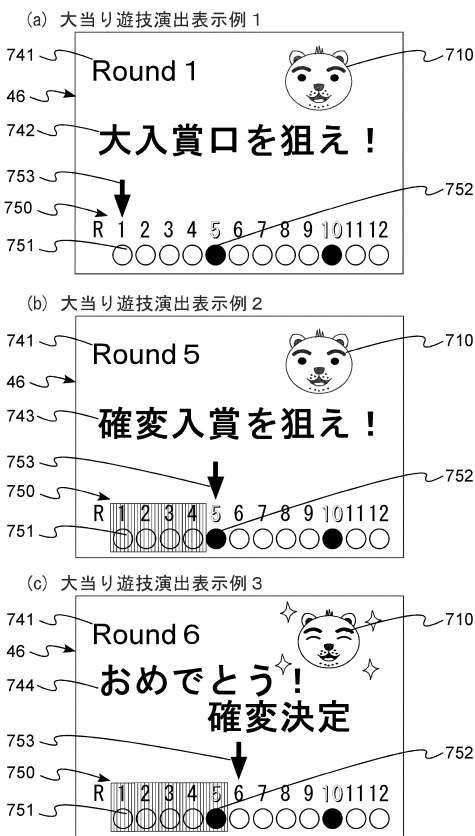 (a) 大当り遊技演出表示例1
741
Round 1
710
46
742
大入賞口を狙え！
753
752
750
R 1 2 3 4 5 6 7 8 9 10 11 12
751
(b) 大当り遊技演出表示例2
741
Round 5
710
46
743
確変入賞を狙え！
753
752
750
R 1 2 3 4 5 6 7 8 9 10 11 12
751
(c) 大当り遊技演出表示例3
741
Round 6
710
46
744
おめでとう！
確変決定
753
752
750
R 1 2 3 4 5 6 7 8 9 10 11 12
751